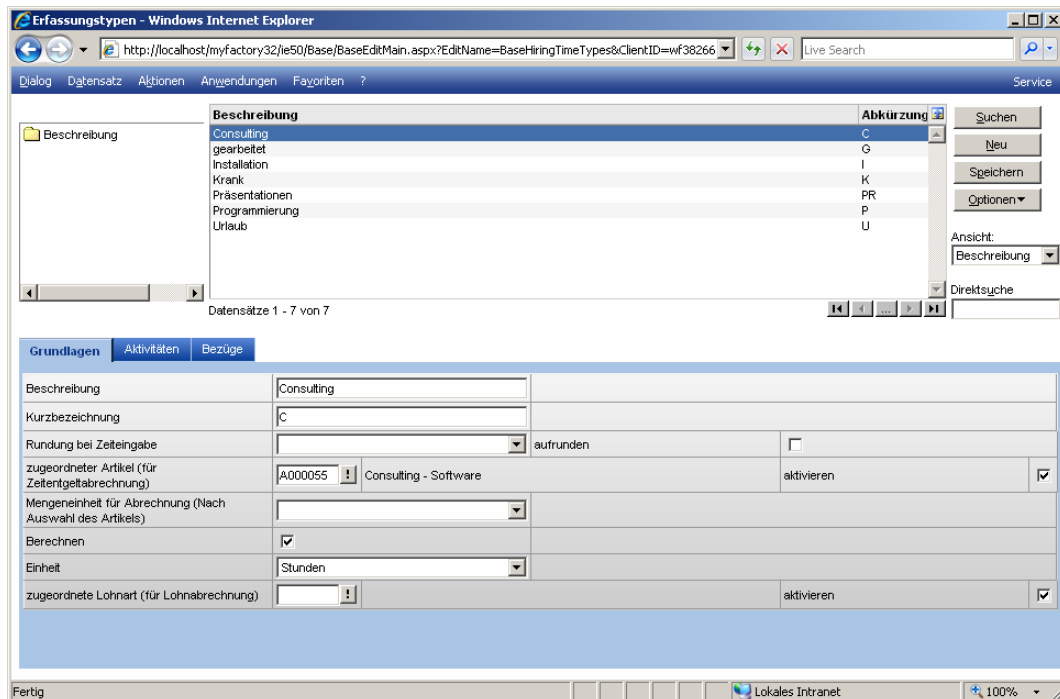 Erfassungstypen - Windows Internet Explorer
http://localhost/myfactory32/ie50/Base/BaseEditMain.aspx?EditName=BaseHiringTimeTypes&ClientID=wf38266
Live Search
Dialog Datensatz Aktionen Anwendungen Favoriten ? Service
Beschreibung
Beschreibung Abkürzung
Consulting C
gearbeitet G
Installation I
Krank K
Präsentationen PR
Programmierung P
Urlaub U
Datensätze 1 - 7 von 7
...
Suchen
Neu
Speichern
Optionen
Ansicht:
Beschreibung
Direktsuche
Grundlagen Aktivitäten Bezüge
Beschreibung Consulting
Kurzbezeichnung C
Rundung bei Zeiteingabe aufrunden
zugeordneter Artikel (für
Zeitentgeltabrechnung) A000055 ! Consulting - Software aktivieren
Mengeneinheit für Abrechnung (Nach
Auswahl des Artikels)
Berechnen
Einheit Stunden
zugeordnete Lohnart (für Lohnabrechnung) ! aktivieren
Fertig Lokales Intranet 100%